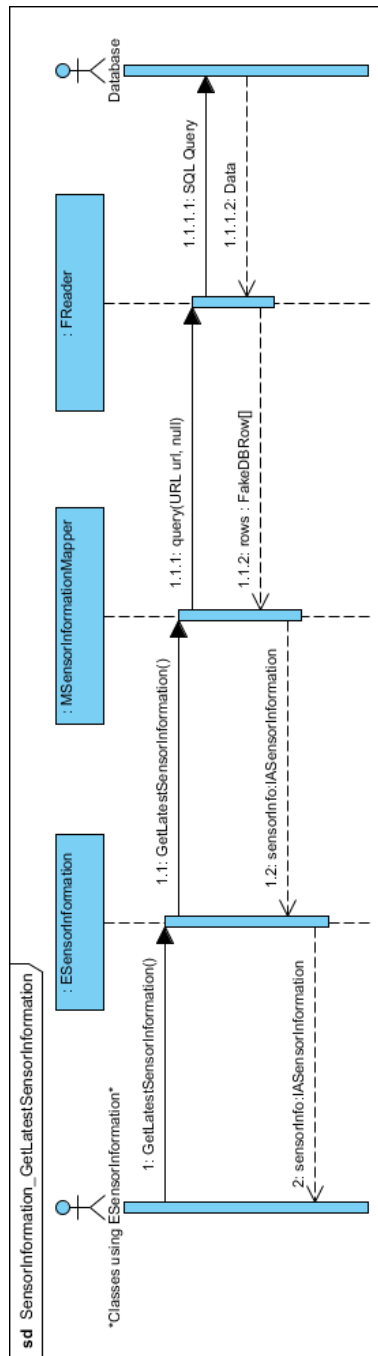 sd SensorInformation_GetLatestSensorInformation
*Classes using ESensorInformation*
: ESensorInformation
: MSensorInformationMapper
: FReader
Database
1: GetLatestSensorInformation()
1.1: GetLatestSensorInformation()
1.1.1: query(URL url, null)
1.1.1.1: SQL Query
1.1.1.2: Data
1.1.2: rows : FakeDBRow[]
1.2: sensorInfo:IASensorInformation
2: sensorInfo:IASensorInformation